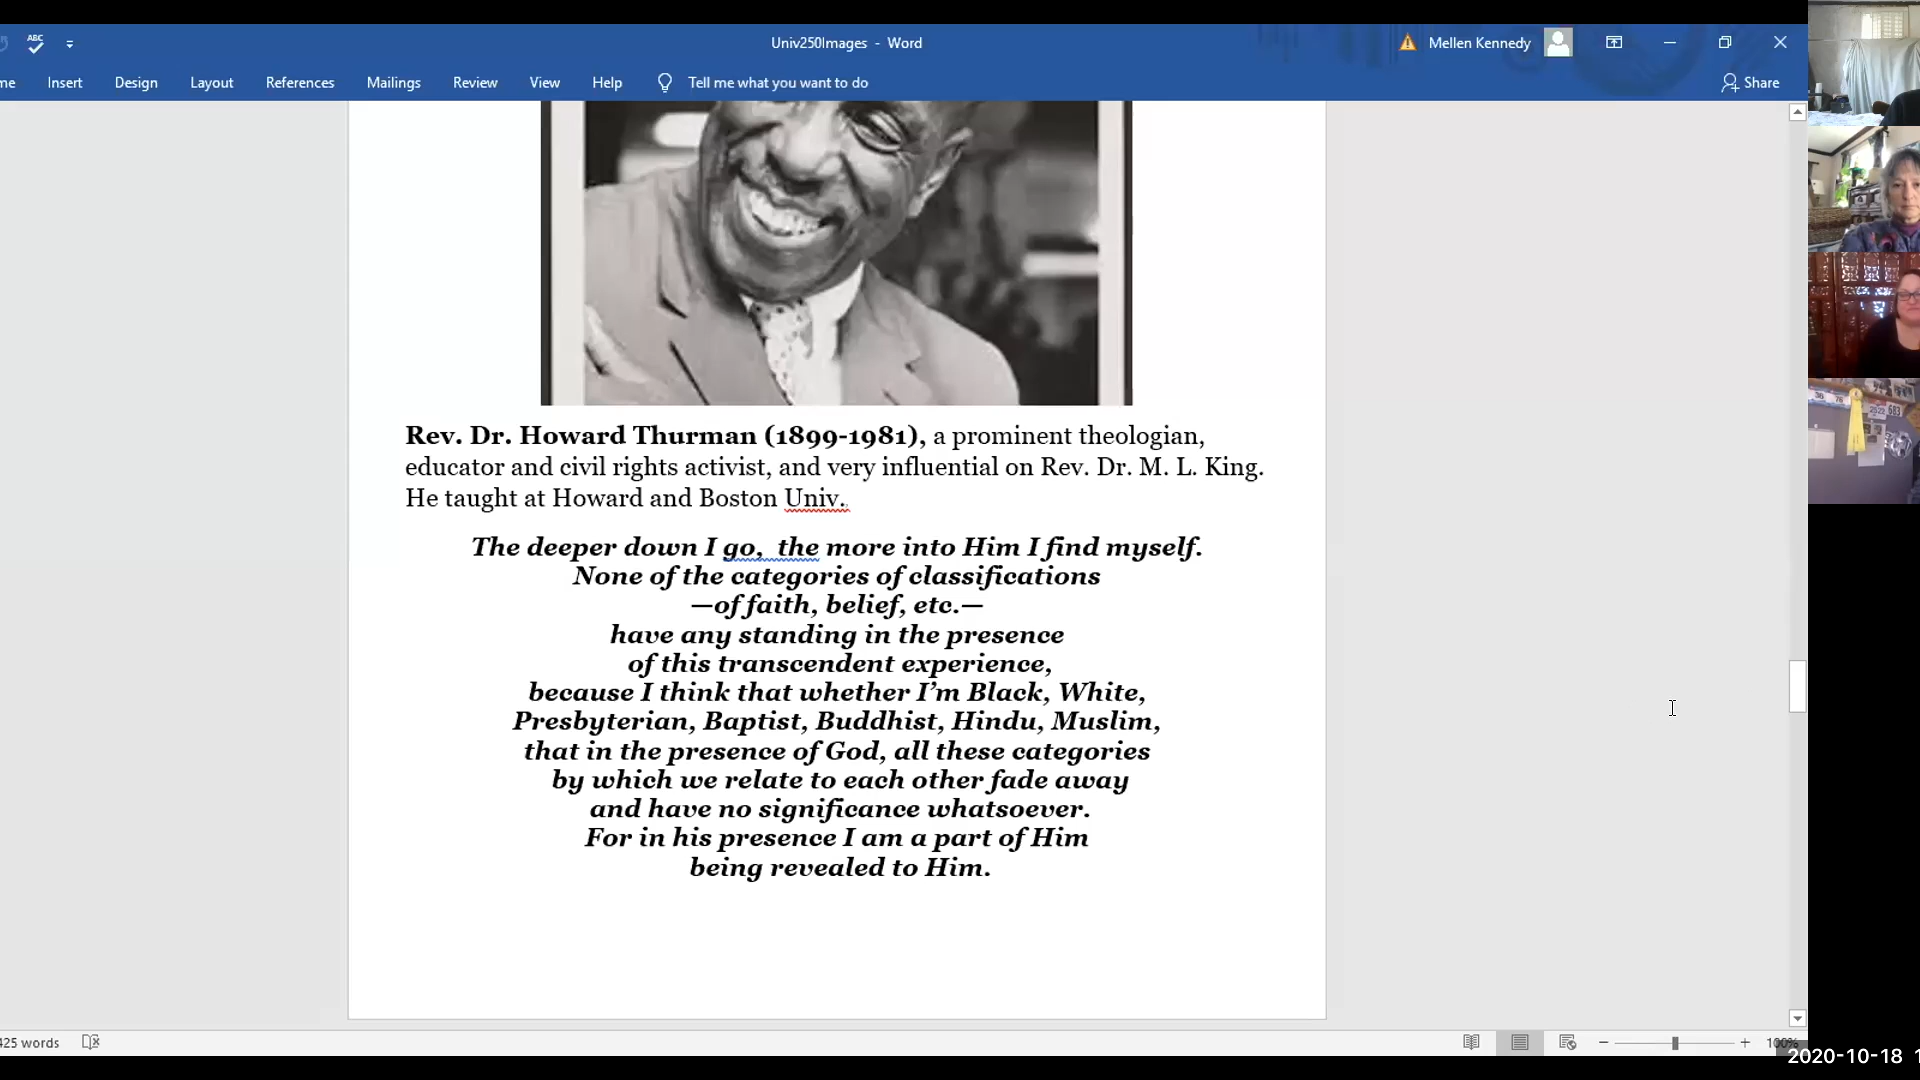 ABC
Univ250Images - Word
Mellen Kennedy
Insert
Design
Layout
References
Mailings
Review
View
Help
Tell me what you want to do
Share
Rev. Dr. Howard Thurman (1899-1981), a prominent theologian,
educator and civil rights activist, and very influential on Rev. Dr. M. L. King.
He taught at Howard and Boston Univ.
The deeper down I go,  the more into Him I find myself.
None of the categories of classifications
—of faith, belief, etc.—
have any standing in the presence
of this transcendent experience,
because I think that whether I’m Black, White,
Presbyterian, Baptist, Buddhist, Hindu, Muslim,
that in the presence of God, all these categories
by which we relate to each other fade away
and have no significance whatsoever.
For in his presence I am a part of Him
being revealed to Him.
425 words
100%
2020-10-18